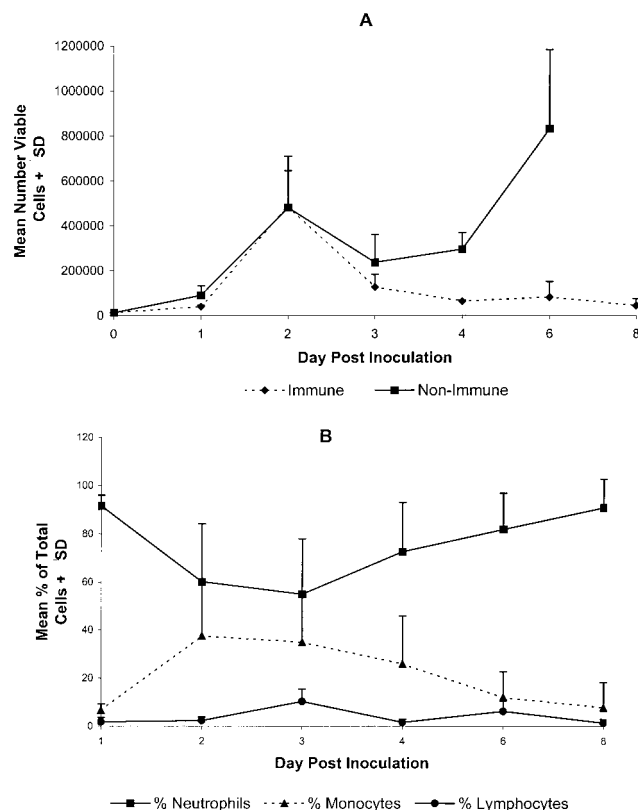 A
1200000
1000000
800000
600000
400000
200000
0
Mean Number Viable
Cells + SD
0 1 2 3 4 6 8
Day Post Inoculation
Immune Non-Immune
B
120
100
80
60
40
20
0
Mean % of Total
Cells + SD
1 2 3 4 6 8
Day Post Inoculation
% Neutrophils % Monocytes % Lymphocytes